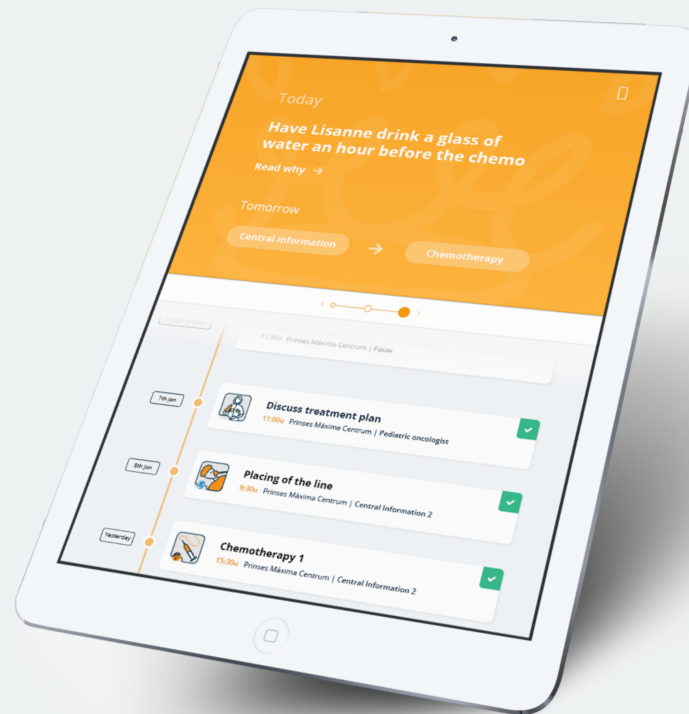 Today
Have Lisanne drink a glass of
water an hour before the chemo
Read why
Tomorrow
Central information
Chemotherapy
11:30u Prinses Máxima Centrum | Pauw
7th Jan
Discuss treatment plan
11:00u Prinses Máxima Centrum | Pediatric oncologist
8th Jan
Placing of the line
9:30u Prinses Máxima Centrum | Central Information 2
Yesterday
Chemotherapy 1
15:30u Prinses Máxima Centrum | Central Information 2